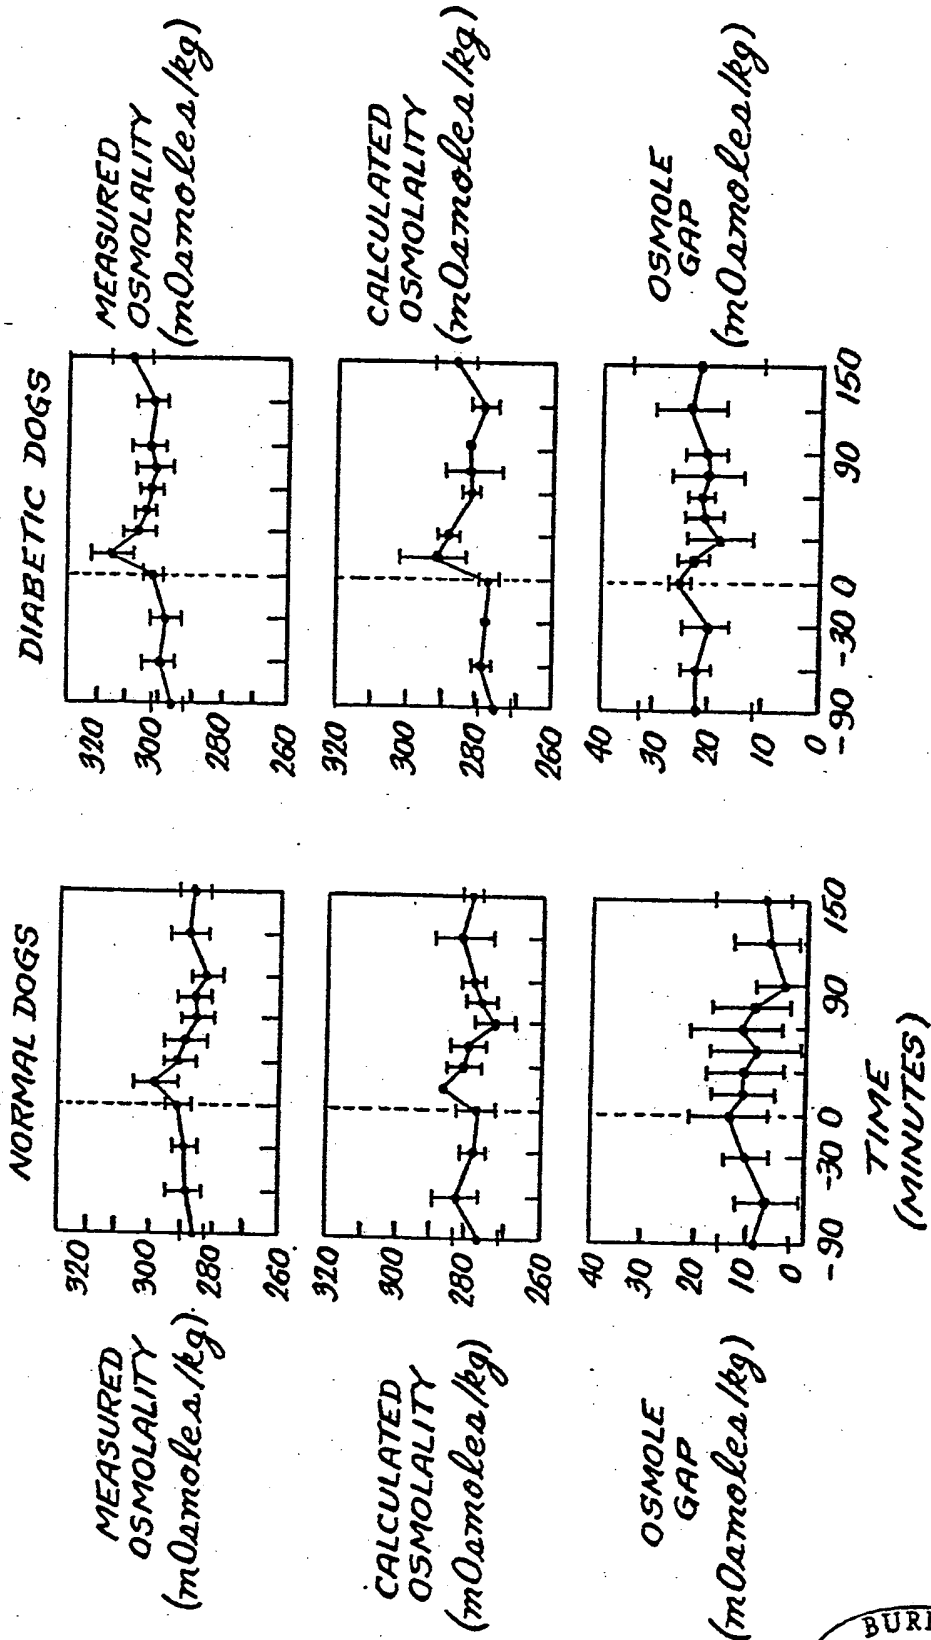 NORMAL DOGS
DIABETIC DOGS
MEASURED
OSMOLALITY
(mOsmoles/kg)
320
300
280
260
320
300
280
260
MEASURED
OSMOLALITY
(mOsmoles/kg)
CALCULATED
OSMOLALITY
(mOsmoles/kg)
320
300
280
260
320
300
280
260
CALCULATED
OSMOLALITY
(mOsmoles/kg)
OSMOLE
GAP
(mOsmoles/kg)
40
30
20
10
0
40
30
20
10
0
OSMOLE
GAP
(mOsmoles/kg)
-90 -30 0 90 150
-90 -30 0 90 150
TIME
(MINUTES)